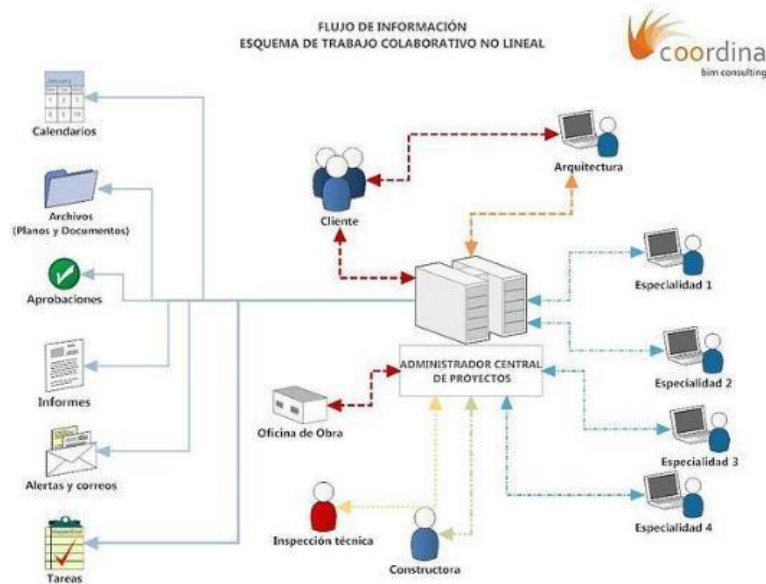 FLUJO DE INFORMACIÓN
ESQUEMA DE TRABAJO COLABORATIVO NO LINEAL
coordina
bim consulting
January
Calendarios
Archivos
(Planos y Documentos)
Aprobaciones
Informes
Alertas y correos
Tareas
Cliente
Arquitectura
Especialidad 1
Especialidad 2
ADMINISTRADOR CENTRAL
DE PROYECTOS
Oficina de Obra
Especialidad 3
Especialidad 4
Inspección técnica
Constructora